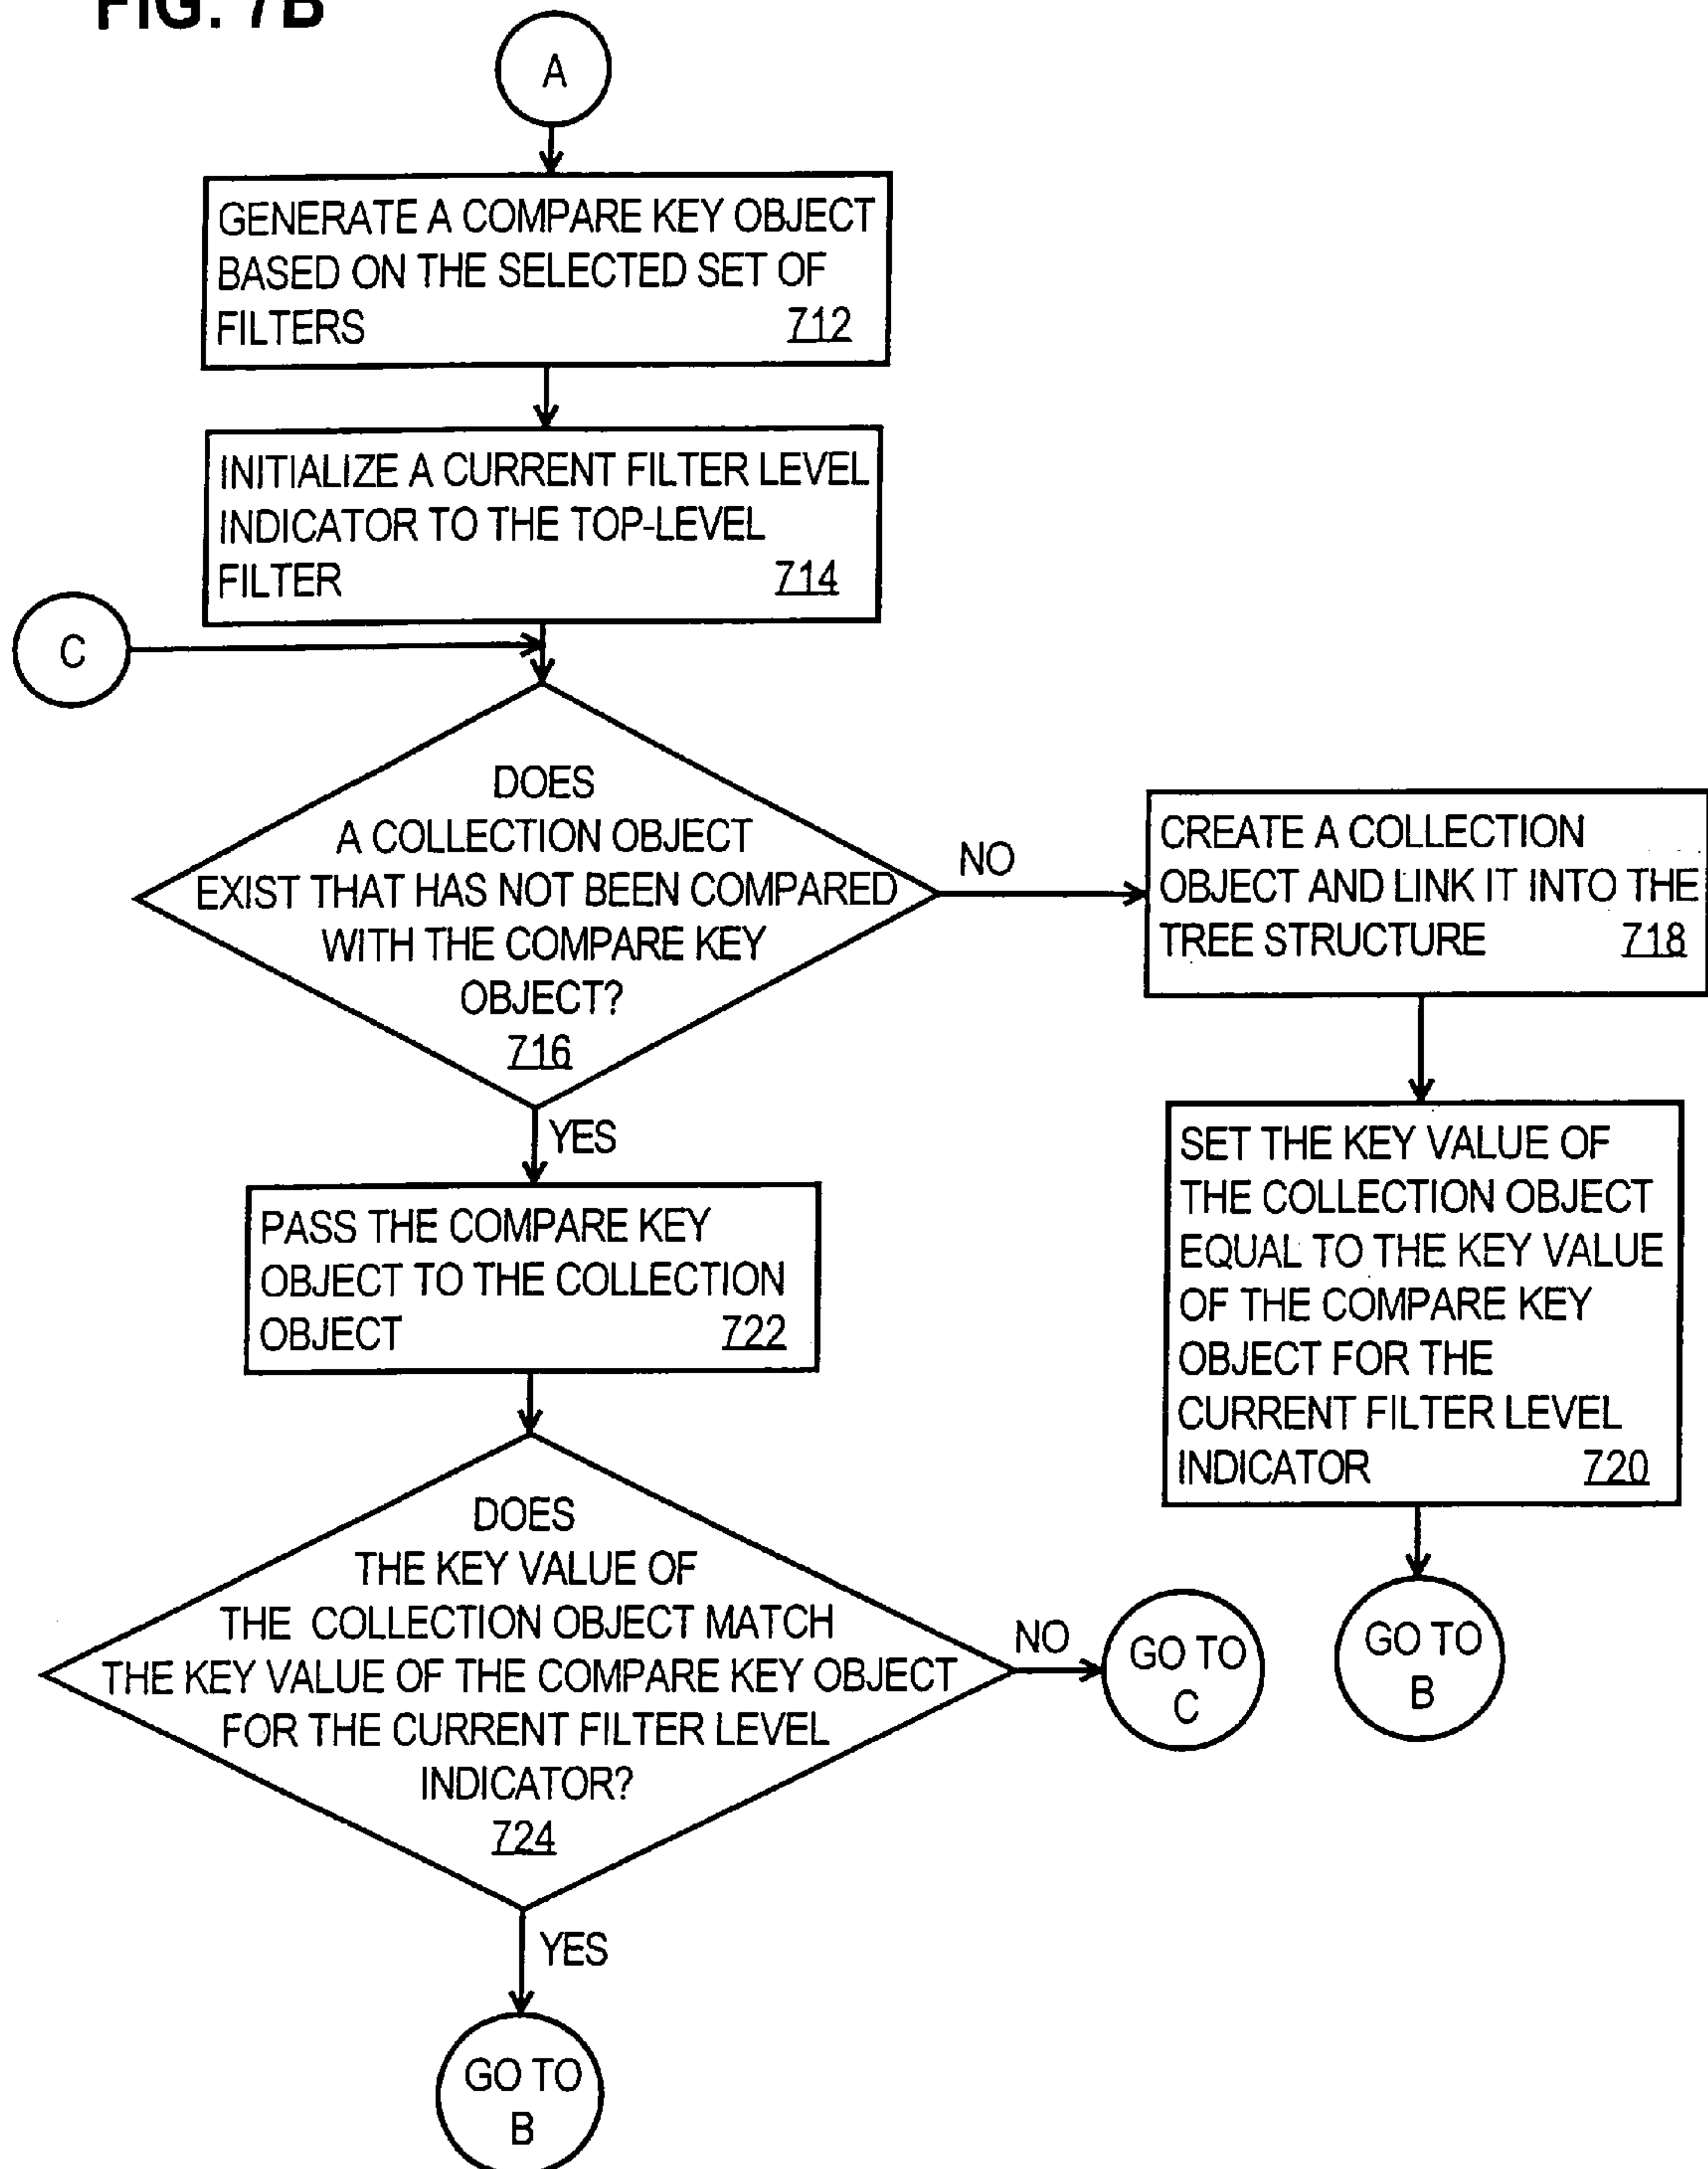 FIG. 7B
A
GENERATE A COMPARE KEY OBJECT
BASED ON THE SELECTED SET OF
FILTERS 712
INITIALIZE A CURRENT FILTER LEVEL
INDICATOR TO THE TOP-LEVEL
FILTER 714
C
DOES
A COLLECTION OBJECT
EXIST THAT HAS NOT BEEN COMPARED
WITH THE COMPARE KEY
OBJECT?
716
NO
CREATE A COLLECTION
OBJECT AND LINK IT INTO THE
TREE STRUCTURE 718
SET THE KEY VALUE OF
THE COLLECTION OBJECT
EQUAL TO THE KEY VALUE
OF THE COMPARE KEY
OBJECT FOR THE
CURRENT FILTER LEVEL
INDICATOR 720
GO TO
B
YES
PASS THE COMPARE KEY
OBJECT TO THE COLLECTION
OBJECT 722
DOES
THE KEY VALUE OF
THE COLLECTION OBJECT MATCH
THE KEY VALUE OF THE COMPARE KEY OBJECT
FOR THE CURRENT FILTER LEVEL
INDICATOR?
724
NO
GO TO
C
YES
GO TO
B